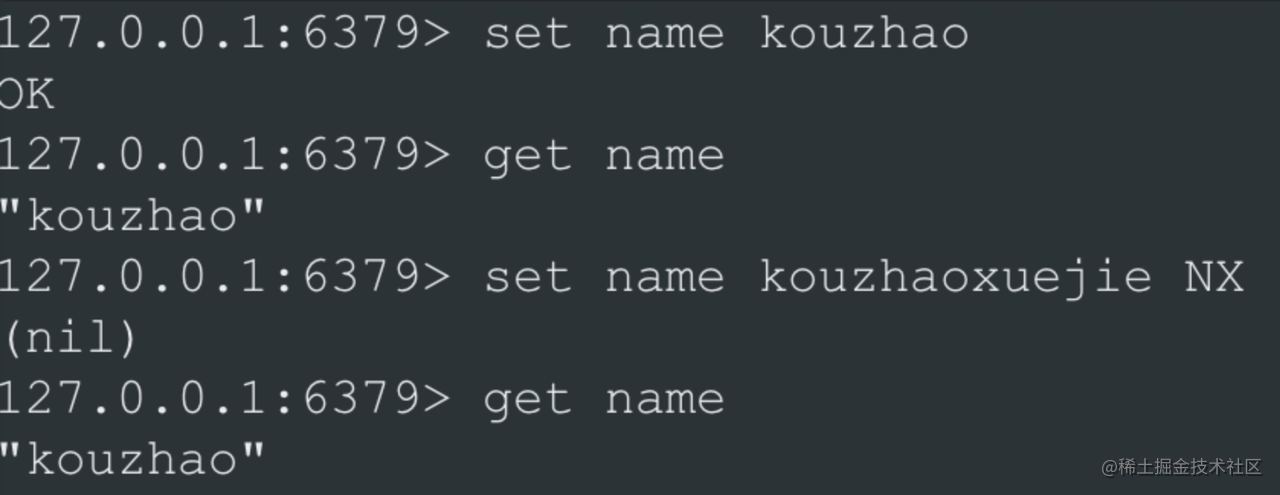 127.0.0.1:6379> set name kouzhao
OK
127.0.0.1:6379> get name
"kouzhao"
127.0.0.1:6379> set name kouzhaoxuejie NX
(nil)
127.0.0.1:6379> get name
"kouzhao"
@稀土掘金技术社区